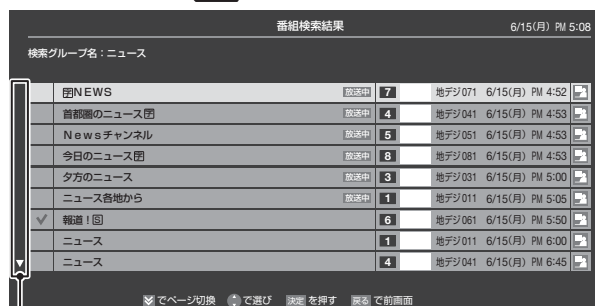 番組検索結果 6/15(月) PM 5:08
検索グループ名：ニュース
字NEWS 放送中 7 地デジ071 6/15(月) PM 4:52
首都圏のニュース字 放送中 4 地デジ041 6/15(月) PM 4:53
Newsチャンネル 放送中 5 地デジ051 6/15(月) PM 4:53
今日のニュース字 放送中 8 地デジ081 6/15(月) PM 4:53
夕方のニュース 放送中 3 地デジ031 6/15(月) PM 5:00
ニュース各地から 放送中 1 地デジ011 6/15(月) PM 5:05
報道！S 6 地デジ061 6/15(月) PM 5:50
ニュース 1 地デジ011 6/15(月) PM 6:00
ニュース 4 地デジ041 6/15(月) PM 6:45
でページ切換 で選び 決定 を押す 戻る で前画面